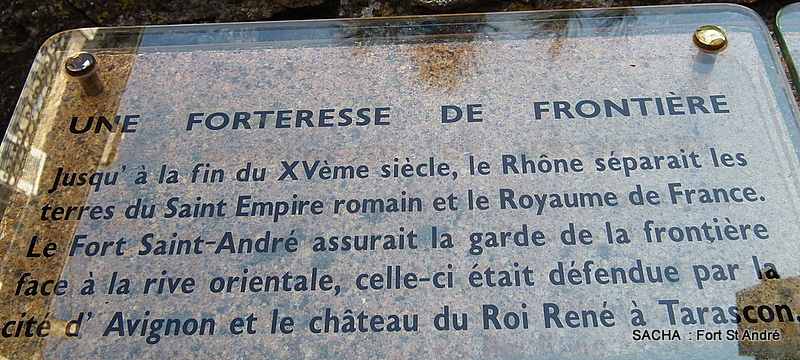 UNE FORTERESSE DE FRONTIÈRE
Jusqu' à la fin du XVème siècle, le Rhône séparait les
terres du Saint Empire romain et le Royaume de France.
Le Fort Saint-André assurait la garde de la frontière
face à la rive orientale, celle-ci était défendue par la
cité d' Avignon et le château du Roi René à Tarascon.
SACHA : Fort St André